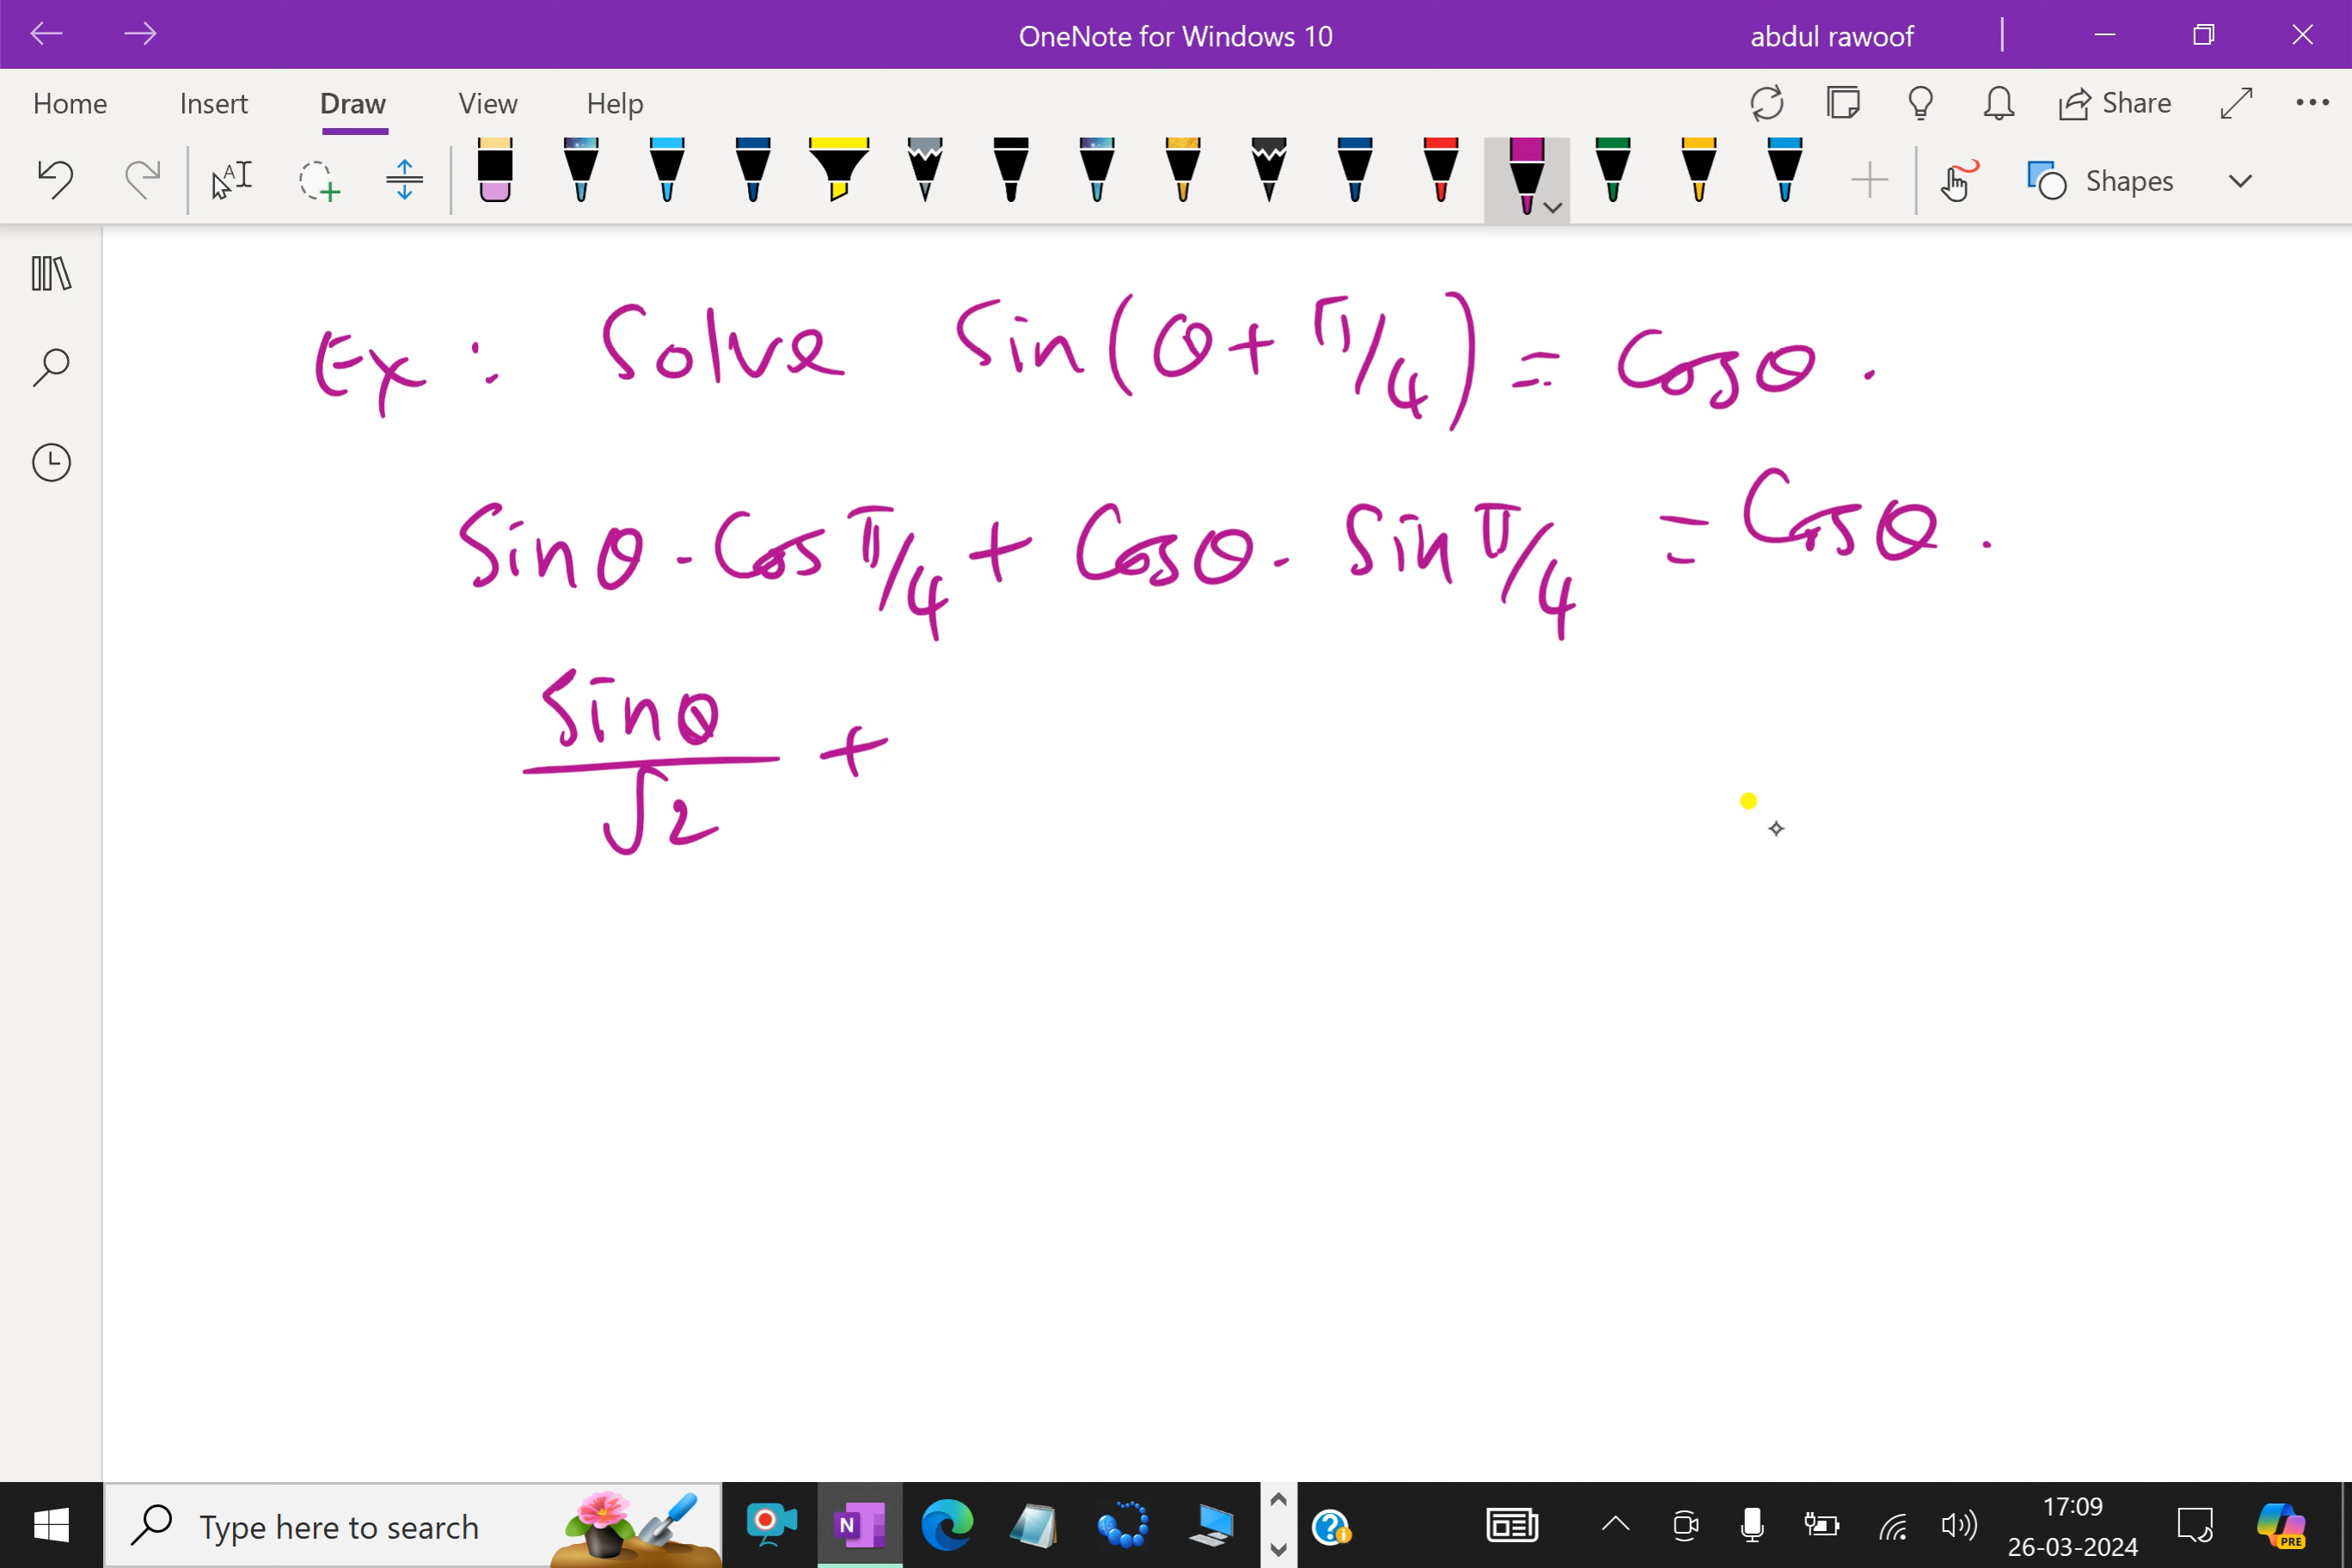 OneNote for Windows 10
abdul rawoof
Home Insert Draw View Help
Share
Shapes
Ex : Solve Sin(θ + π/4) = Cosθ .
Sinθ . Cos π/4 + Cosθ . Sin π/4 = Cosθ .
Sinθ/√2 +
Type here to search
N
17:09
26-03-2024
PRE